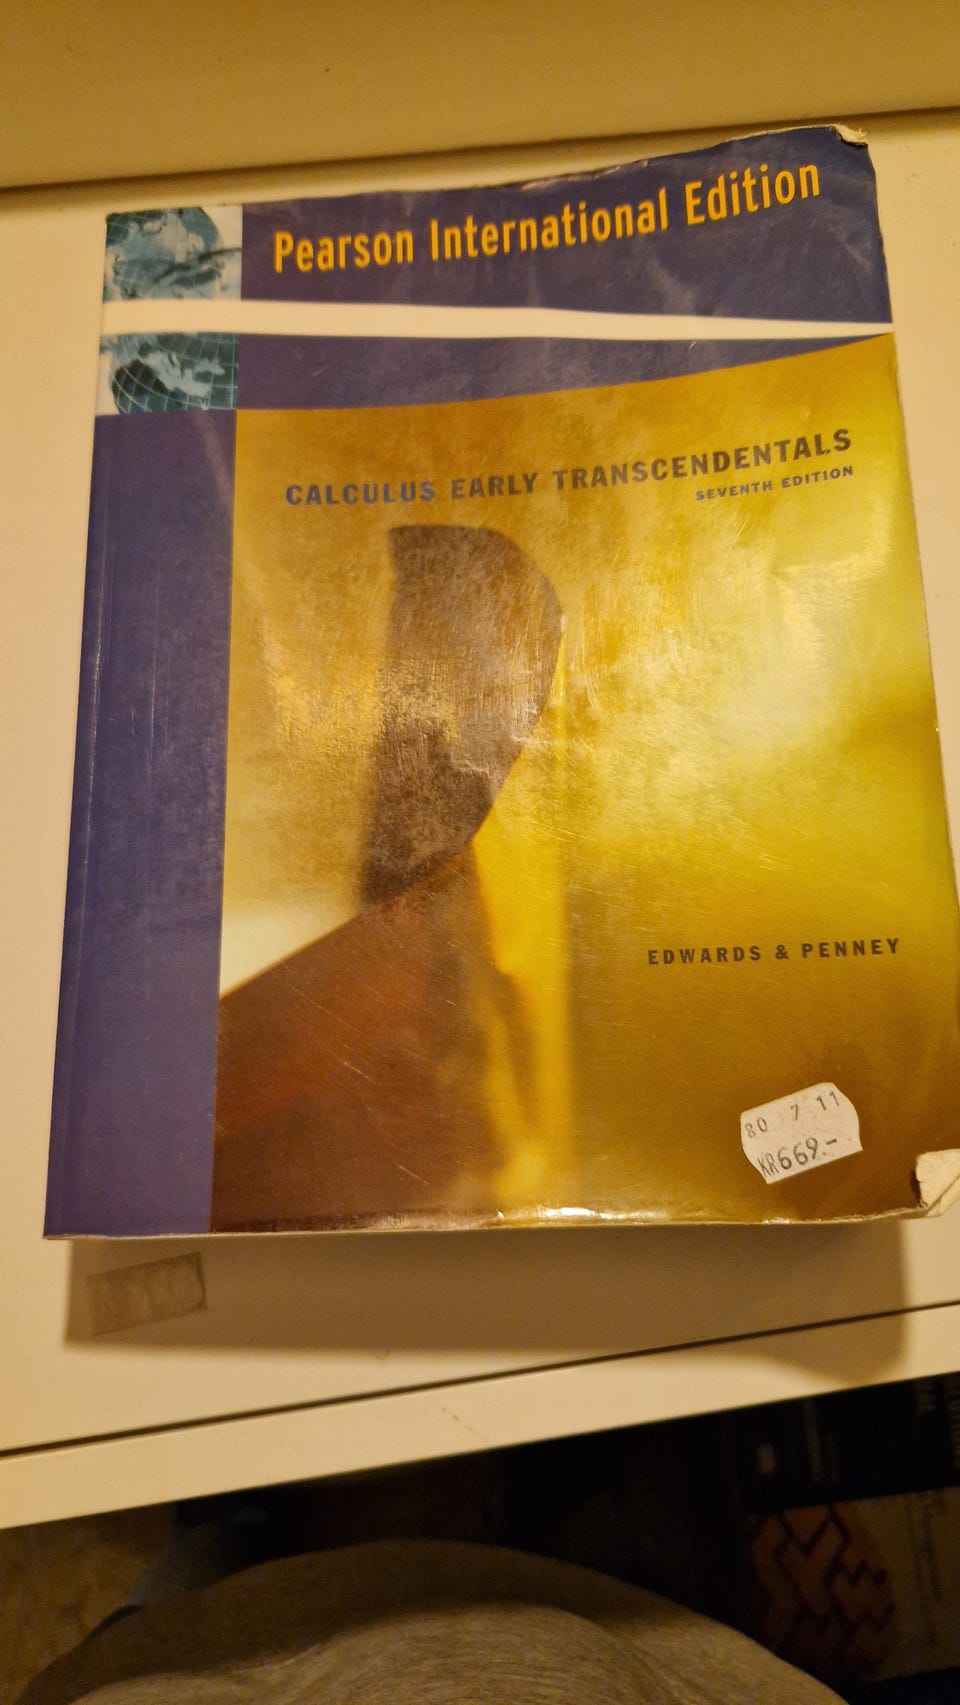 Pearson International Edition
CALCULUS EARLY TRANSCENDENTALS
SEVENTH EDITION
EDWARDS & PENNEY
80 7 11
KR669.-